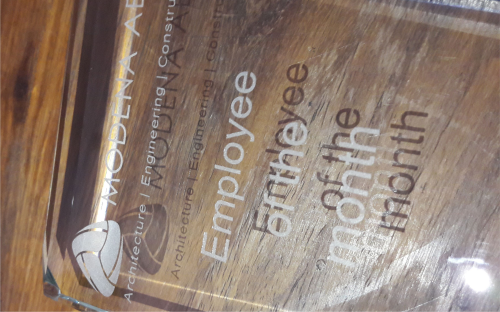 MODENA AE
Architecture | Engineering | Constru
Employee
of the
month